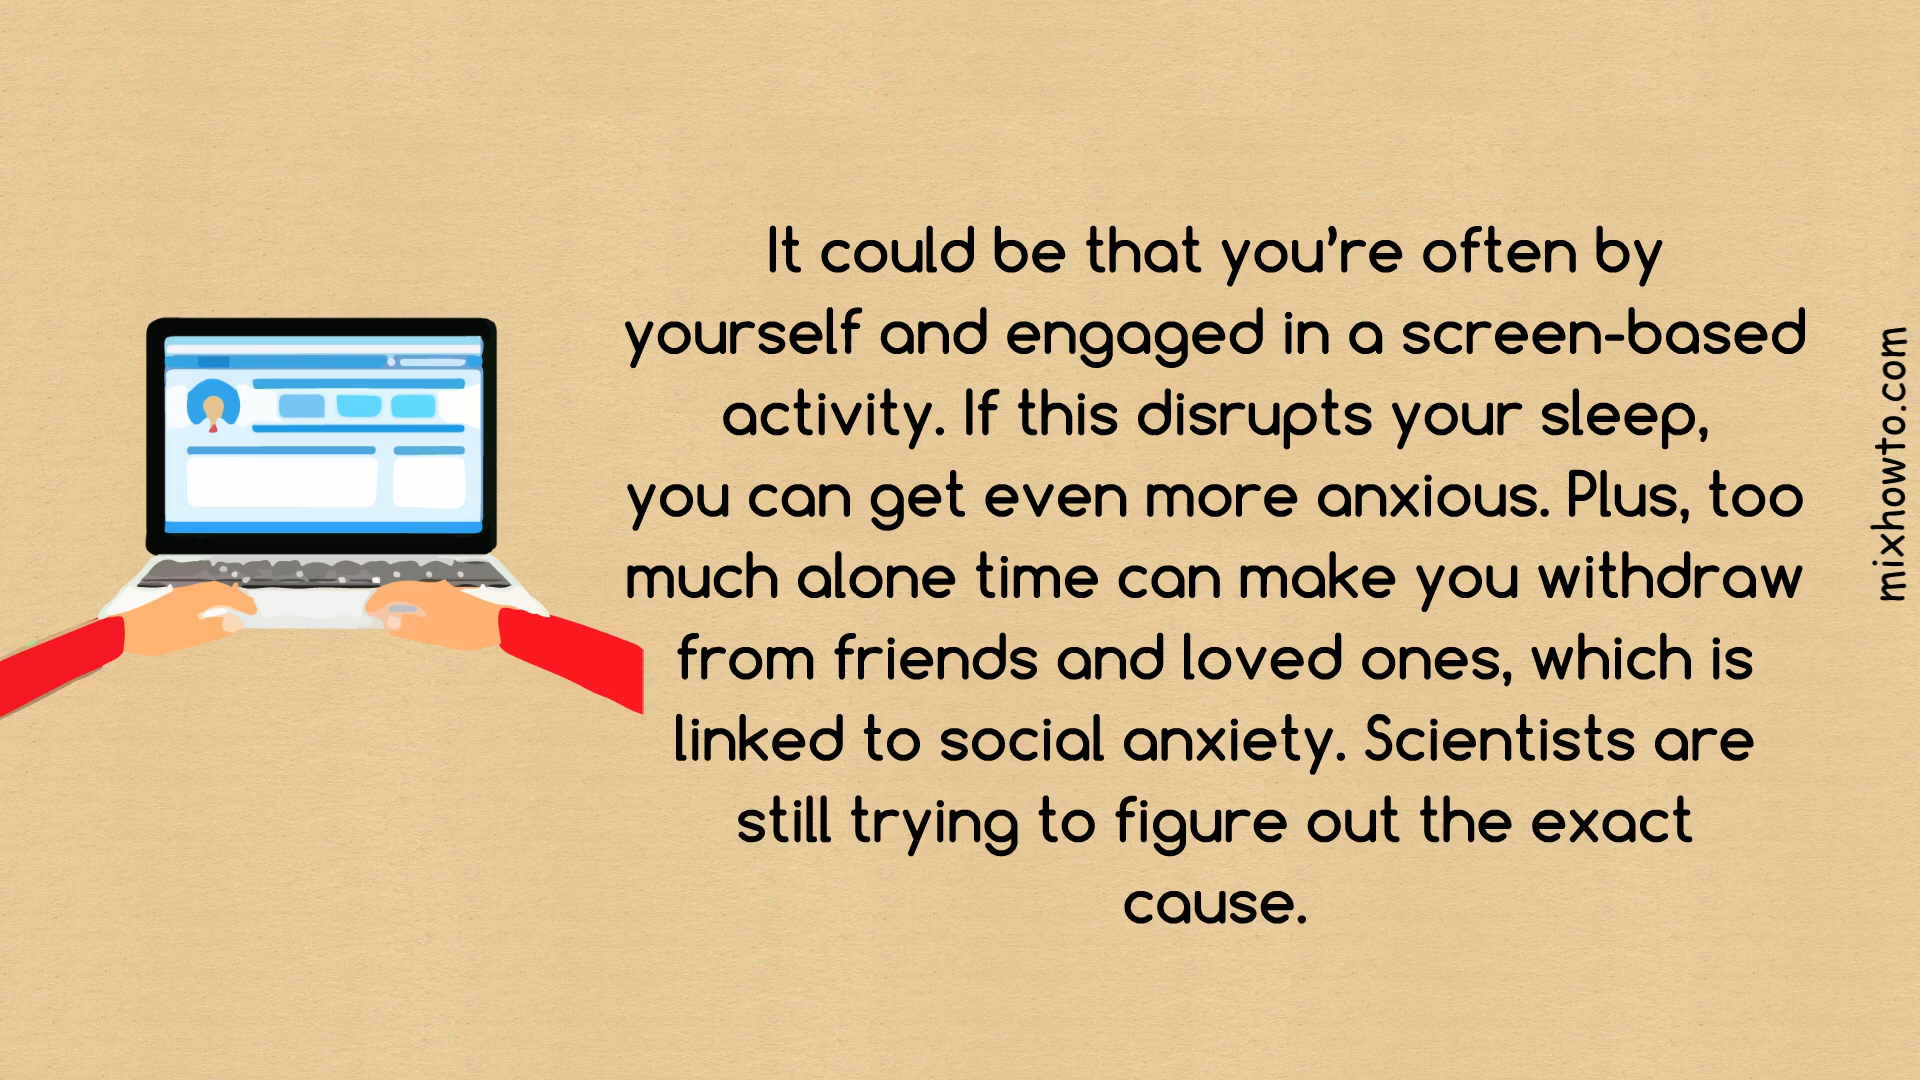 It could be that you’re often by
yourself and engaged in a screen-based
activity. If this disrupts your sleep,
you can get even more anxious. Plus, too
much alone time can make you withdraw
from friends and loved ones, which is
linked to social anxiety. Scientists are
still trying to figure out the exact
cause.
mixhowto.com